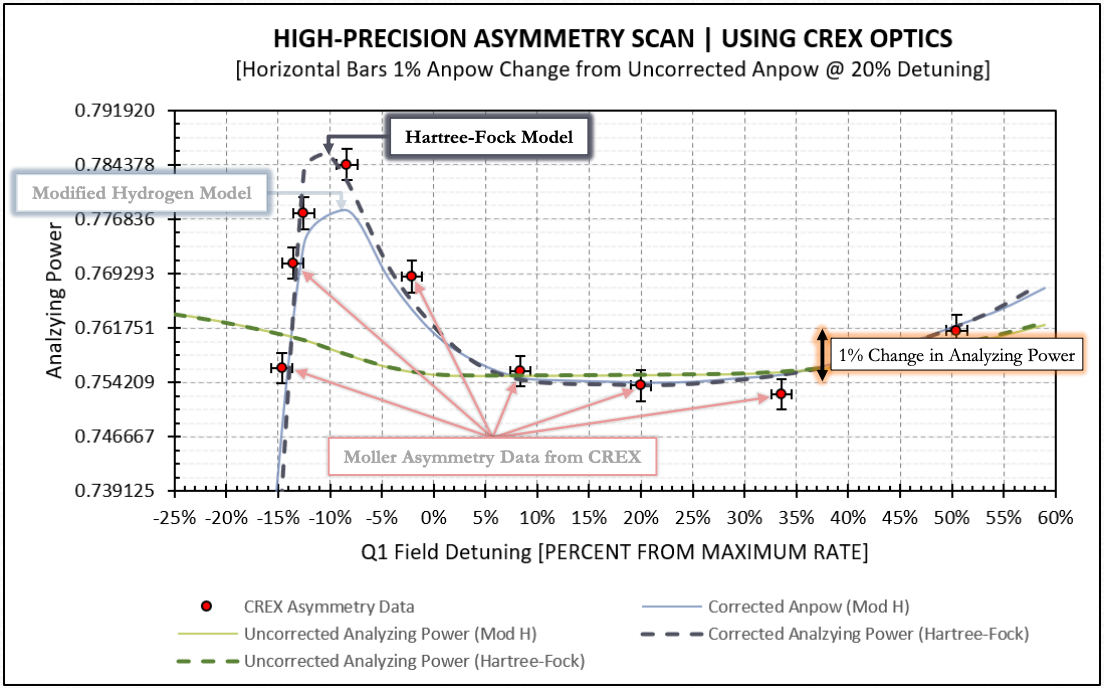 HIGH-PRECISION ASYMMETRY SCAN | USING CREX OPTICS
[Horizontal Bars 1% Anpow Change from Uncorrected Anpow @ 20% Detuning]
0.791920
0.784378
0.776836
0.769293
0.761751
0.754209
0.746667
0.739125
Analzying Power
Hartree-Fock Model
Modified Hydrogen Model
1% Change in Analyzing Power
Moller Asymmetry Data from CREX
-25% -20% -15% -10% -5% 0% 5% 10% 15% 20% 25% 30% 35% 40% 45% 50% 55% 60%
Q1 Field Detuning [PERCENT FROM MAXIMUM RATE]
CREX Asymmetry Data
Corrected Anpow (Mod H)
Uncorrected Analyzing Power (Mod H)
Corrected Analzying Power (Hartree-Fock)
Uncorrected Analyzing Power (Hartree-Fock)